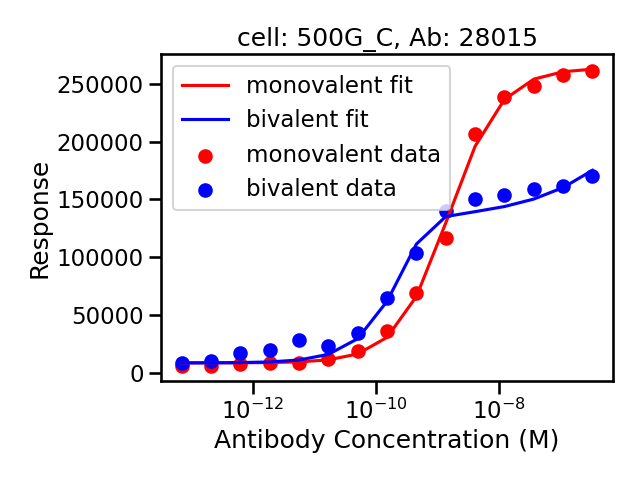 cell: 500G_C, Ab: 28015
monovalent fit
bivalent fit
monovalent data
bivalent data
Response
250000
200000
150000
100000
50000
0
10⁻¹² 10⁻¹⁰ 10⁻⁸
Antibody Concentration (M)